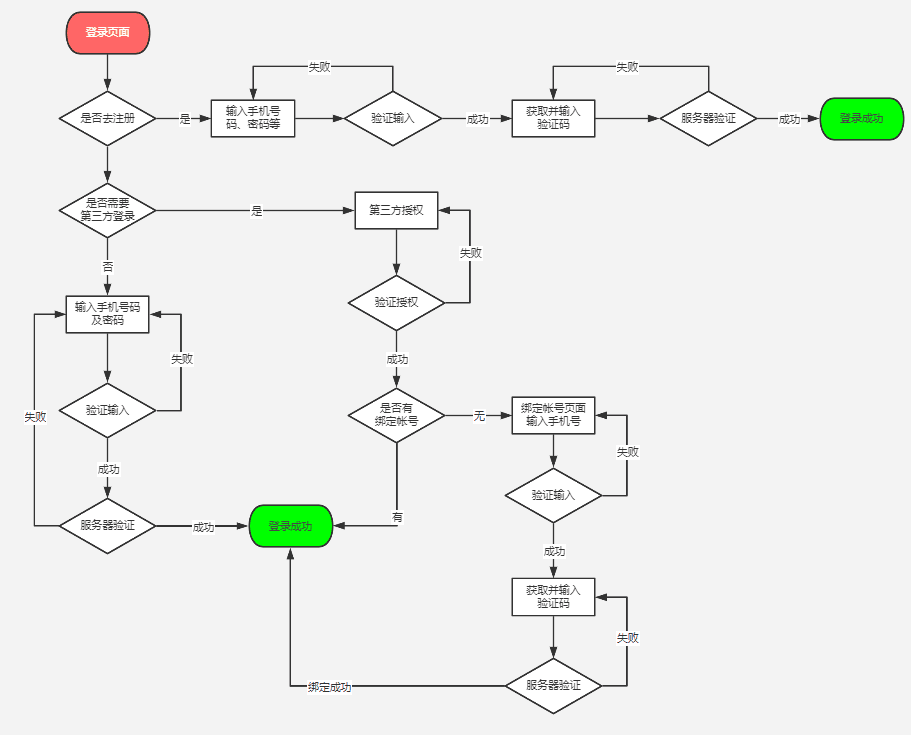 登录页面
失败
失败
是否去注册
是
输入手机号
码、密码等
验证输入
成功
获取并输入
验证码
服务器验证
成功
登录成功
是否需要
第三方登录
是
第三方授权
失败
否
输入手机号码
及密码
验证授权
失败
成功
失败
验证输入
是否有
绑定帐号
无
绑定帐号页面
输入手机号
失败
成功
验证输入
有
服务器验证
成功
登录成功
成功
获取并输入
验证码
失败
服务器验证
绑定成功